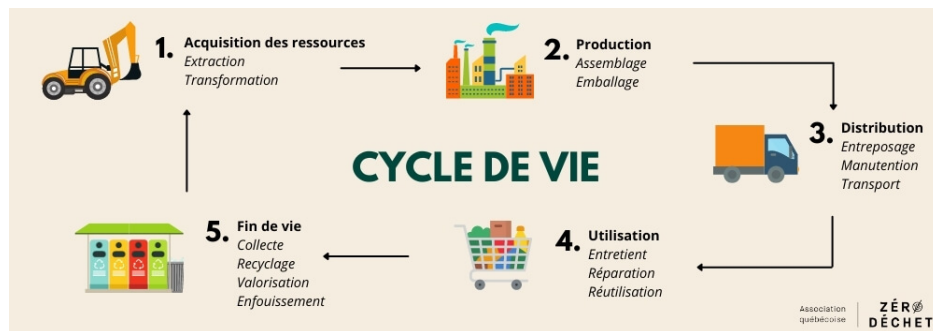 1. Acquisition des ressources
Extraction
Transformation
2. Production
Assemblage
Emballage
3. Distribution
Entreposage
Manutention
Transport
CYCLE DE VIE
4. Utilisation
Entretient
Réparation
Réutilisation
5. Fin de vie
Collecte
Recyclage
Valorisation
Enfouissement
Association
québécoise
ZÉRØ
DÉCHET